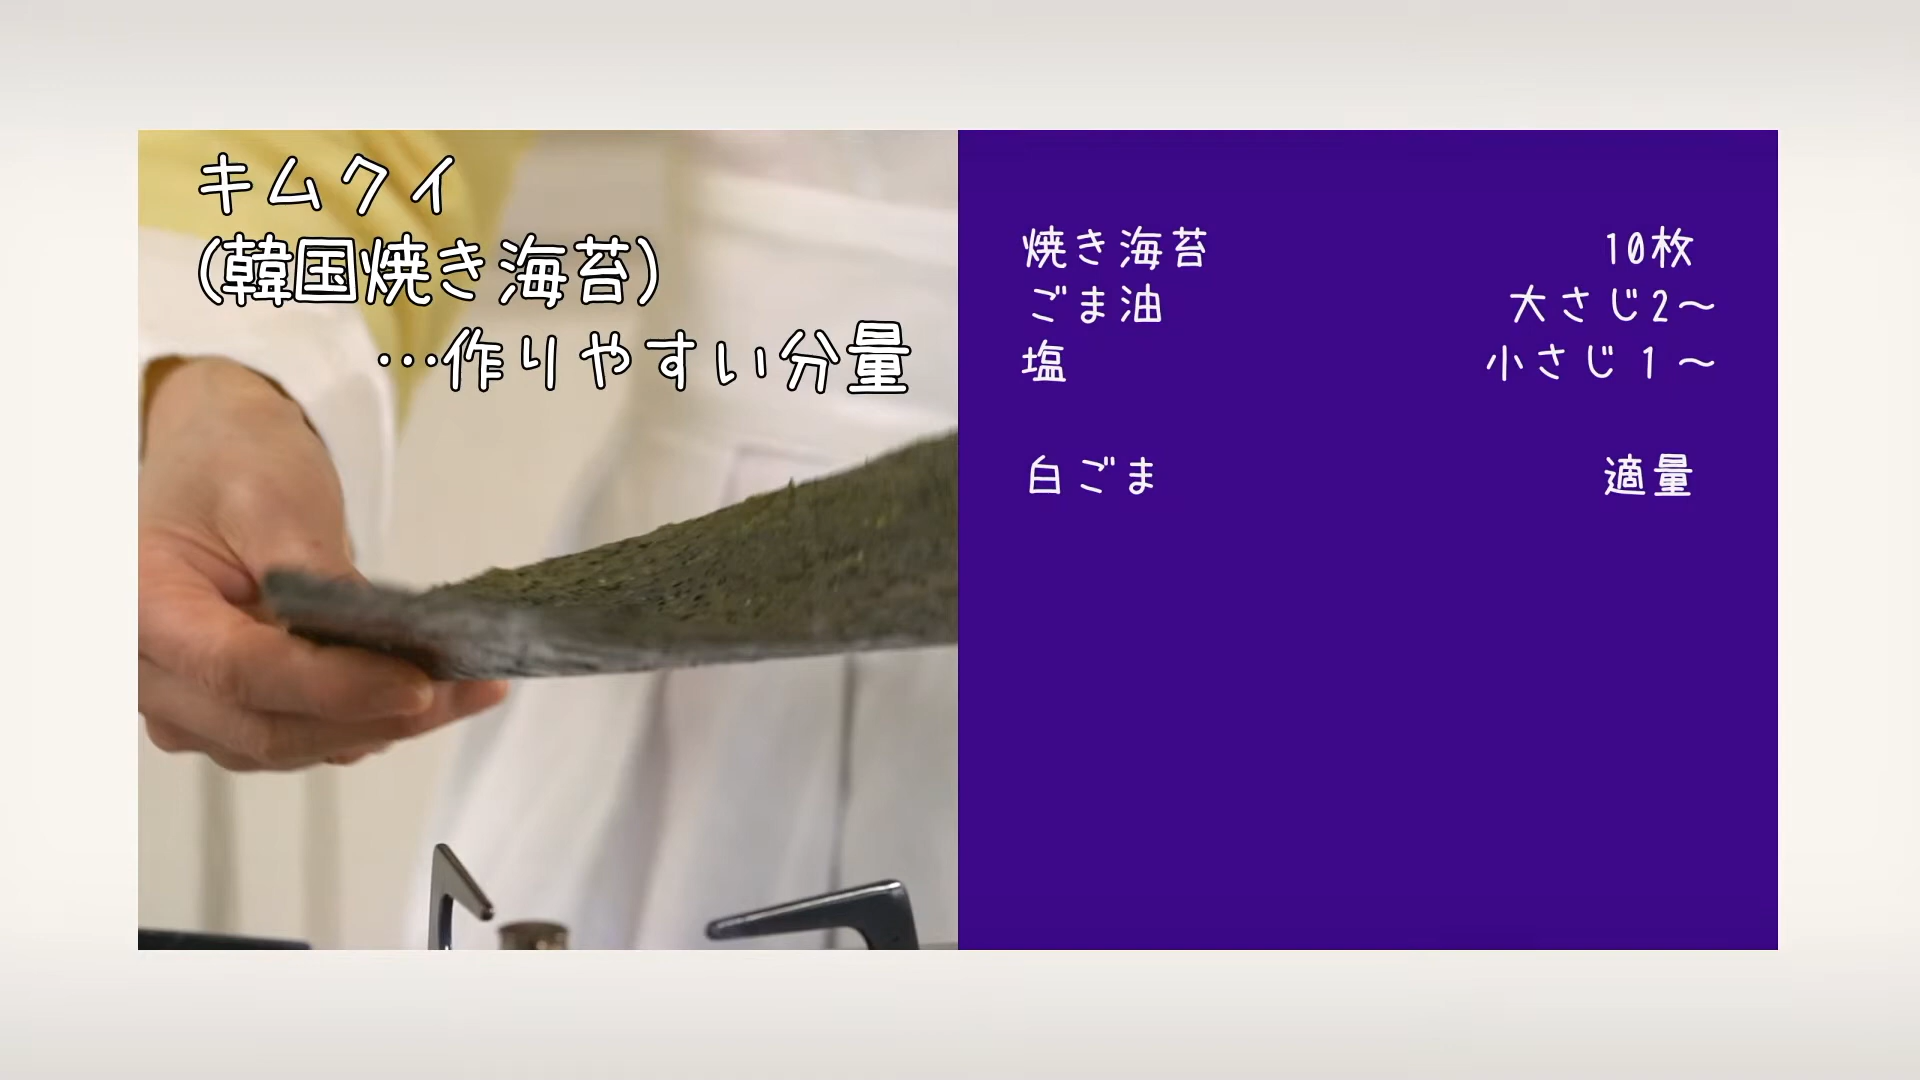 キムクイ
(韓国焼き海苔)
…作りやすい分量
焼き海苔 10枚
ごま油 大さじ2〜
塩 小さじ1〜
白ごま 適量